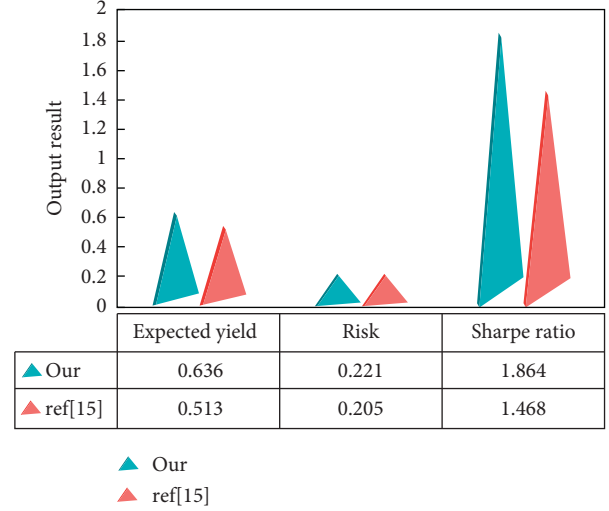 2
1.8
1.6
1.4
1.2
1
0.8
0.6
0.4
0.2
0
Output result
Expected yield Risk Sharpe ratio
Our 0.636 0.221 1.864
ref[15] 0.513 0.205 1.468
Our
ref[15]